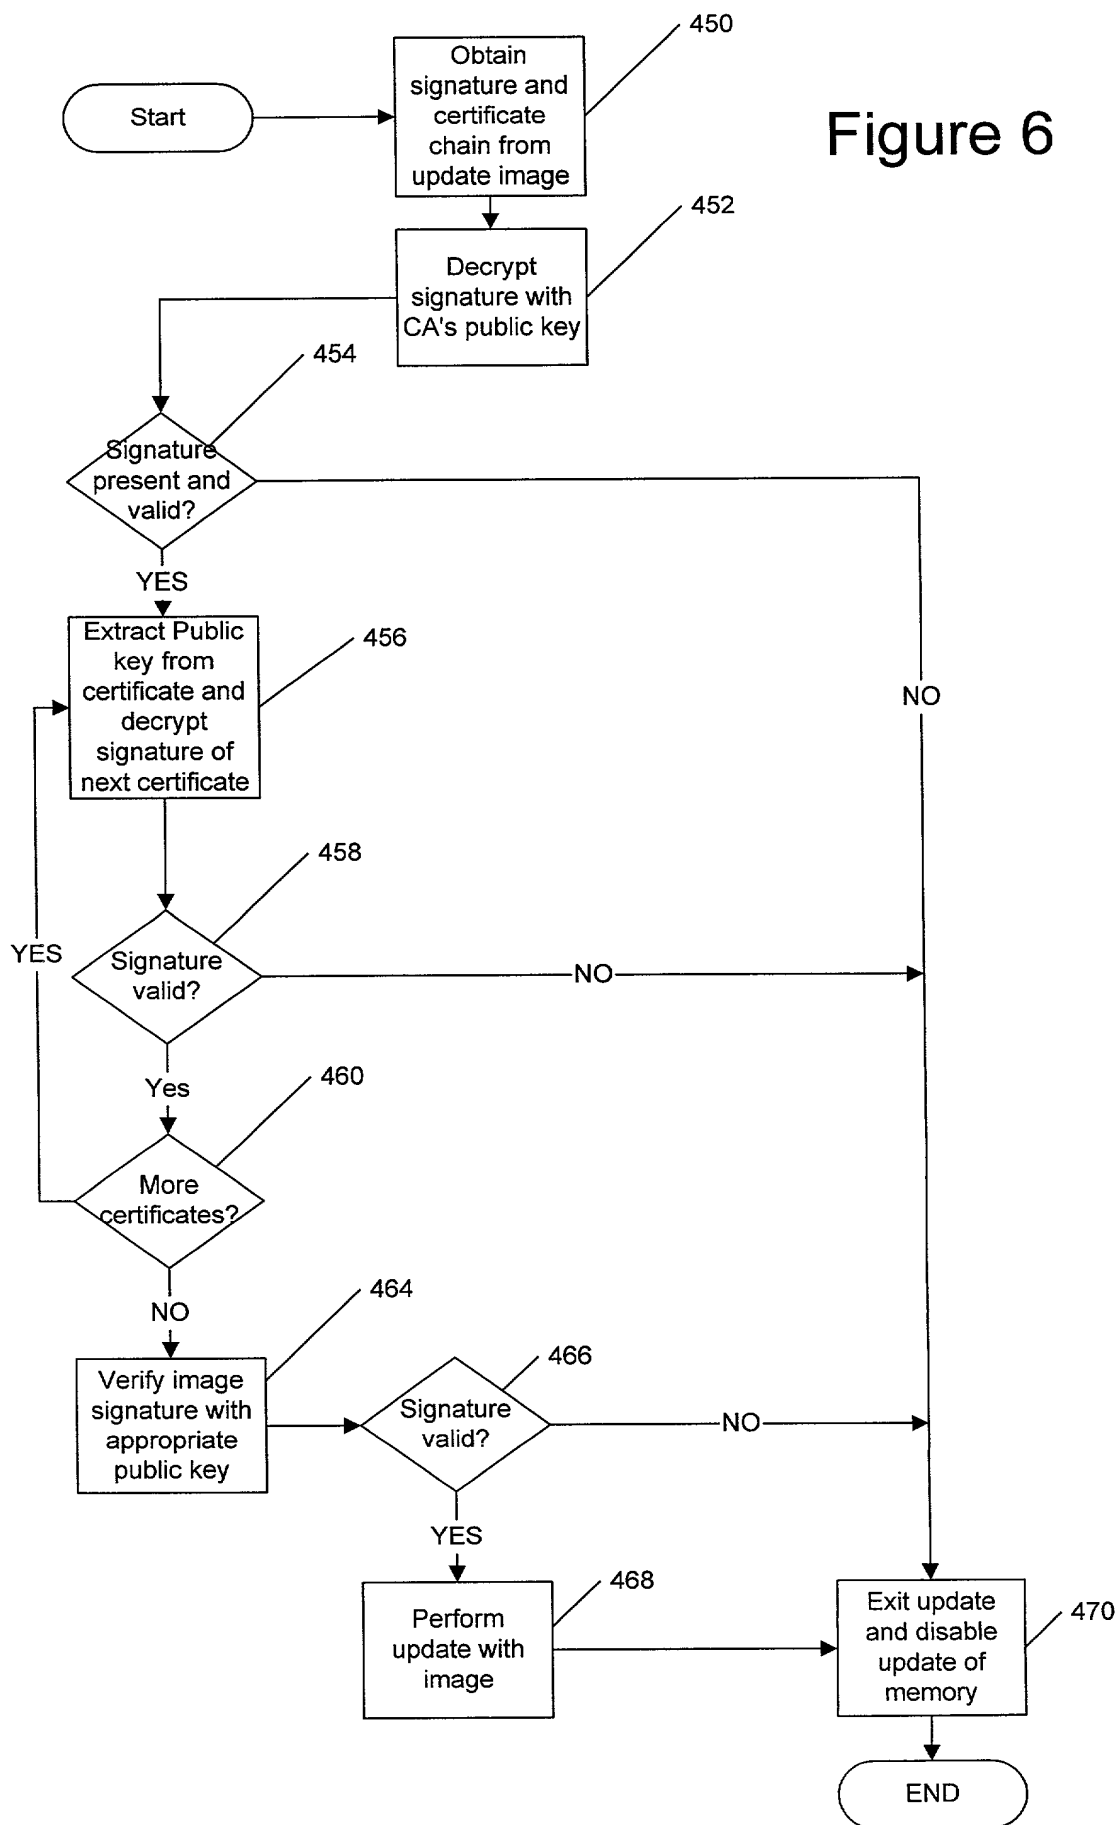 450
Obtain
signature and
certificate
chain from
update image
Start
Figure 6
452
Decrypt
signature with
CA's public key
454
Signature
present and
valid?
YES
456
Extract Public
key from
certificate and
decrypt
signature of
next certificate
NO
458
YES
Signature
valid?
NO
Yes
460
More
certificates?
NO
464
Verify image
signature with
appropriate
public key
466
Signature
valid?
NO
YES
468
Perform
update with
image
470
Exit update
and disable
update of
memory
END